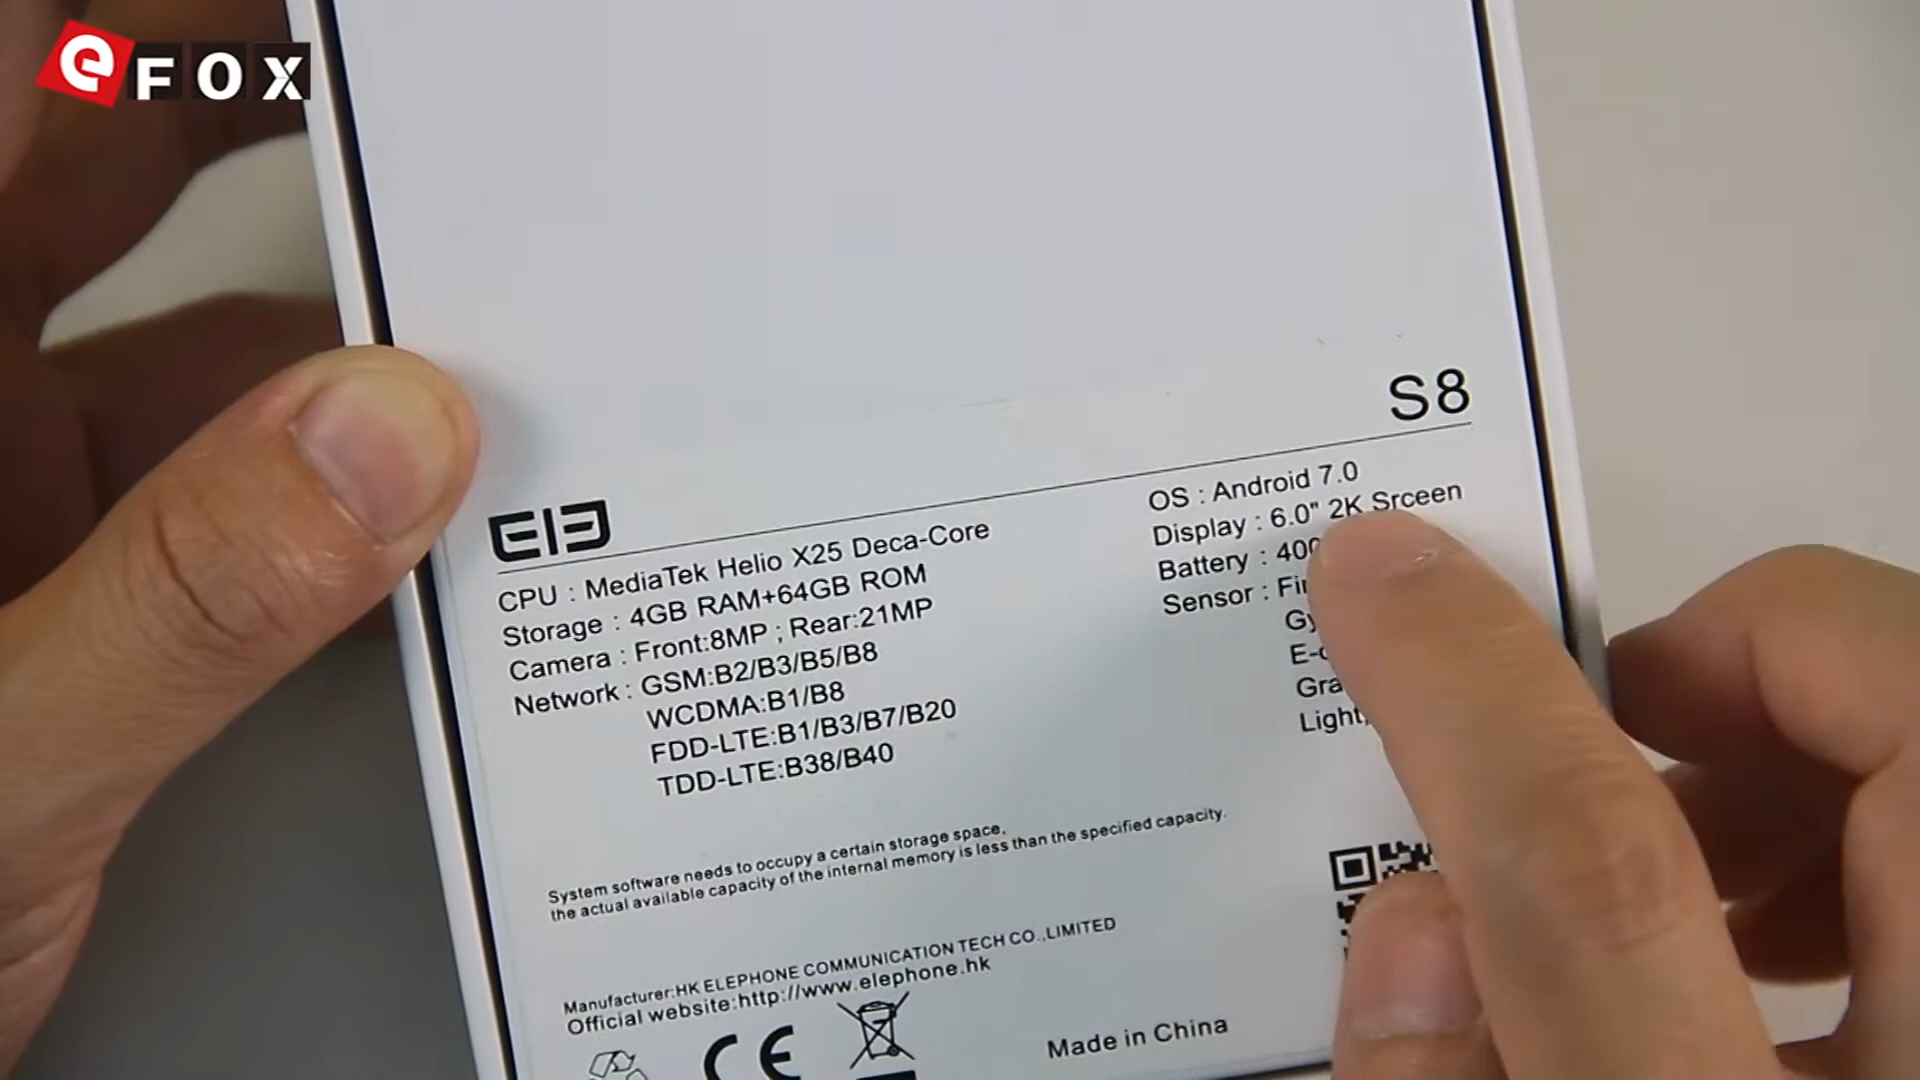 eFOX
S8
CPU : MediaTek Helio X25 Deca-Core
Storage : 4GB RAM+64GB ROM
Camera : Front:8MP ; Rear:21MP
Network : GSM:B2/B3/B5/B8
WCDMA:B1/B8
FDD-LTE:B1/B3/B7/B20
TDD-LTE:B38/B40
OS : Android 7.0
Display : 6.0" 2K Srceen
Battery :
Sensor :
Light,
System software needs to occupy a certain storage space,
the actual available capacity of the internal memory is less than the specified capacity.
Manufacturer:HK ELEPHONE COMMUNICATION TECH CO.,LIMITED
Official website:http://www.elephone.hk
CE
Made in China